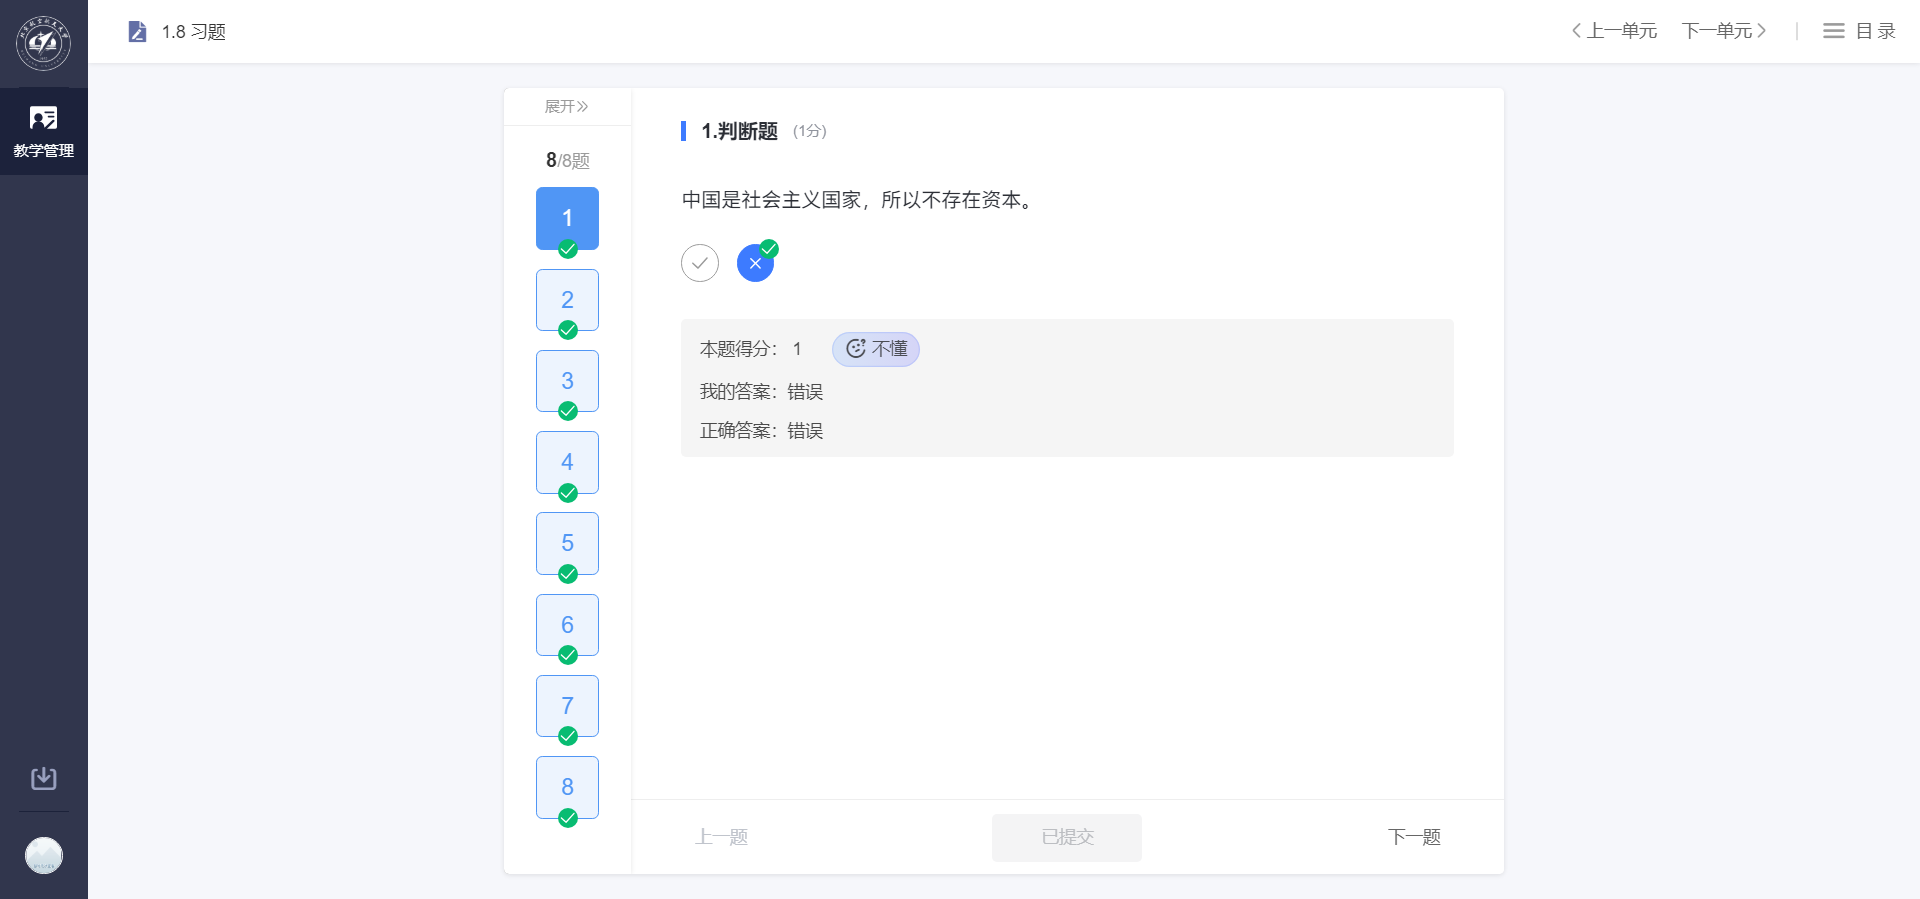 1.8 习题
上一单元 下一单元 目录
教学管理
展开
8/8题
1
2
3
4
5
6
7
8
1.判断题 (1分)
中国是社会主义国家，所以不存在资本。
本题得分： 1 不懂
我的答案：错误
正确答案：错误
上一题 已提交 下一题